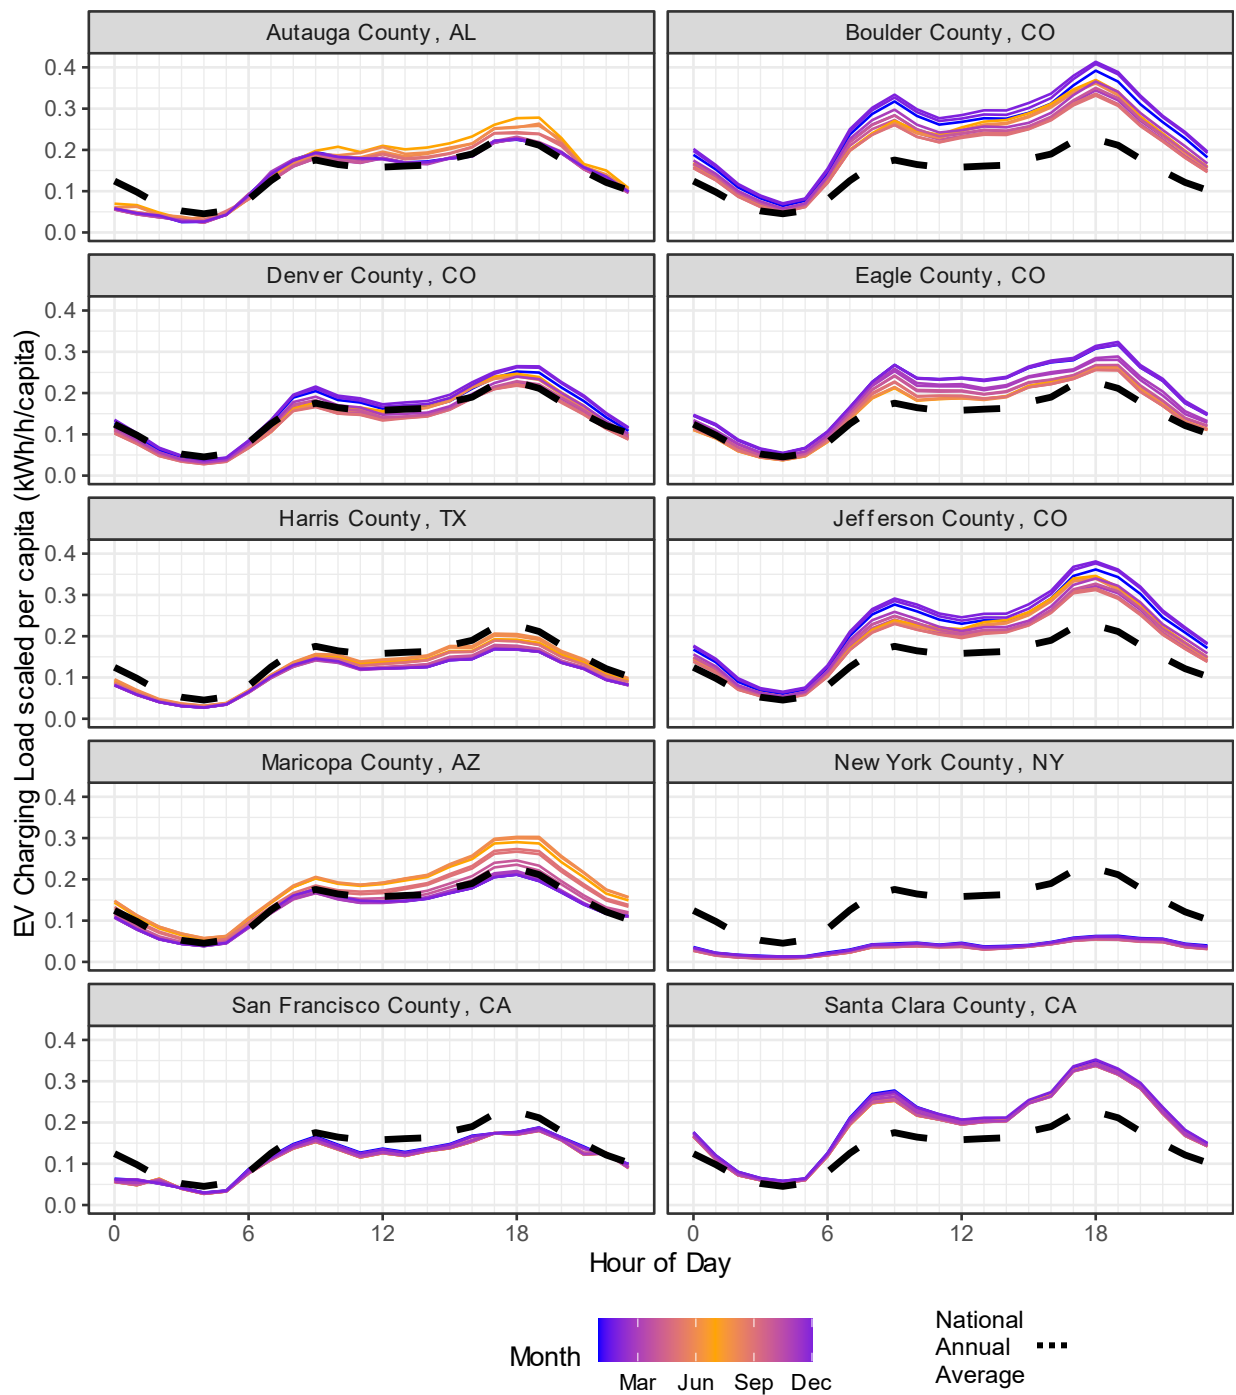 Autauga County, AL
Boulder County, CO
0.4
0.3
0.2
0.1
0.0
Denver County, CO
Eagle County, CO
0.4
0.3
0.2
0.1
0.0
Harris County, TX
Jefferson County, CO
0.4
0.3
0.2
0.1
0.0
Maricopa County, AZ
New York County, NY
0.4
0.3
0.2
0.1
0.0
San Francisco County, CA
Santa Clara County, CA
0.4
0.3
0.2
0.1
0.0
EV Charging Load scaled per capita (kWh/h/capita)
0 6 12 18 0 6 12 18
Hour of Day
Month
Mar Jun Sep Dec
National
Annual
Average